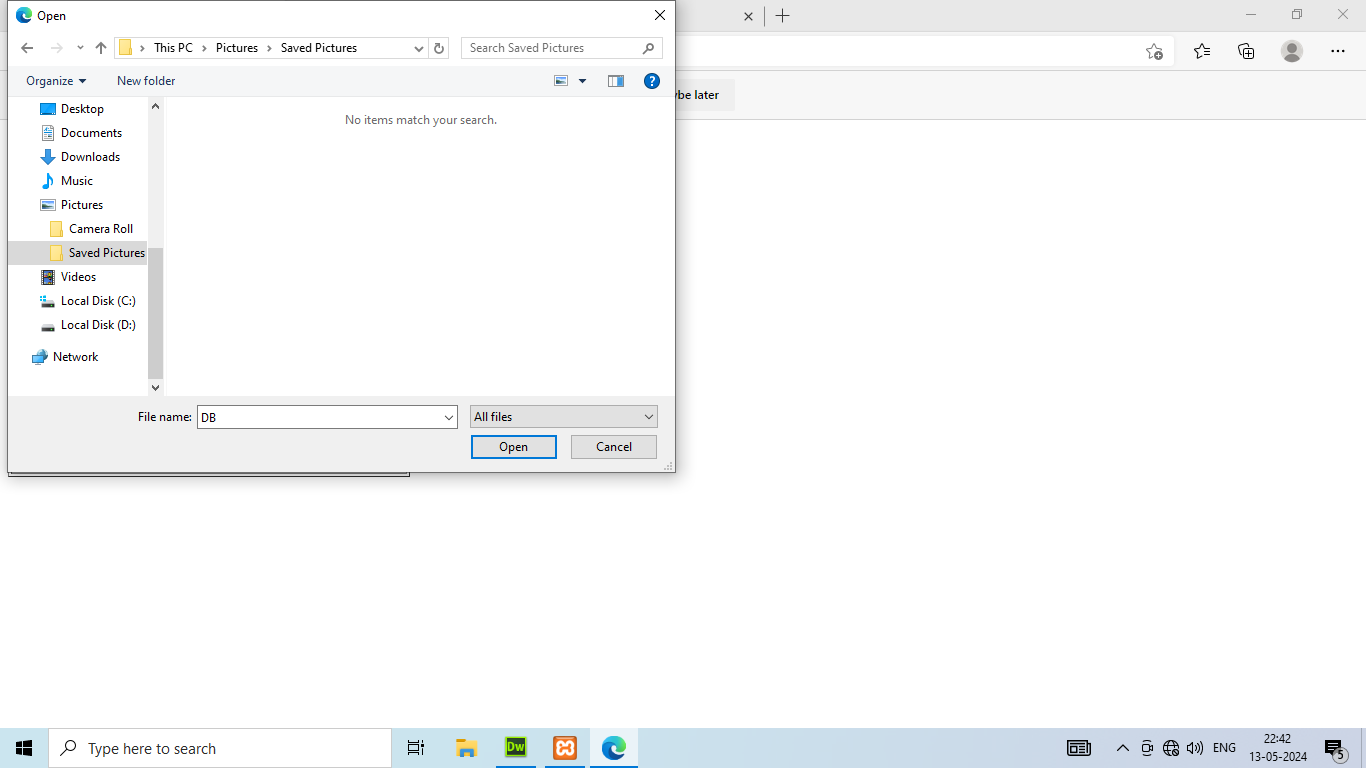 Open
This PC > Pictures > Saved Pictures
Search Saved Pictures
Organize
New folder
?
ybe later
Desktop
Documents
Downloads
Music
Pictures
Camera Roll
Saved Pictures
Videos
Local Disk (C:)
Local Disk (D:)
Network
No items match your search.
File name: DB
All files
Open
Cancel
Type here to search
Dw
ENG
22:42
13-05-2024
5